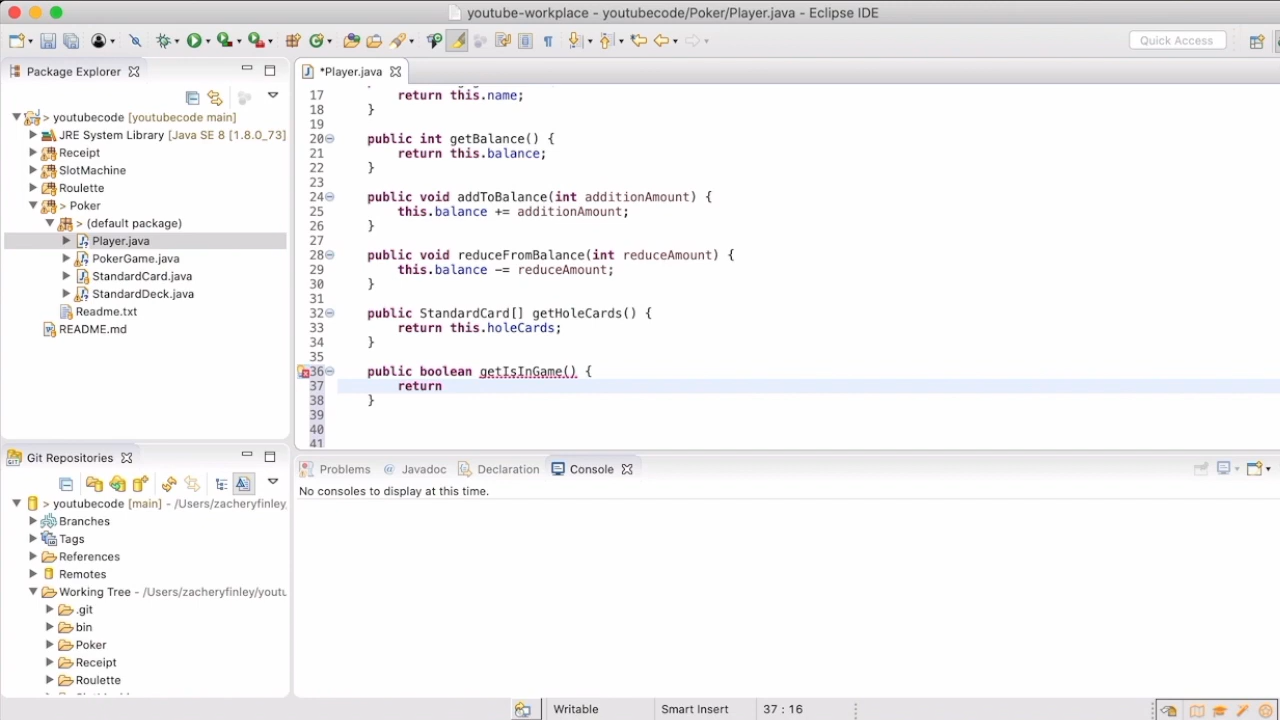 youtube-workplace - youtubecode/Poker/Player.java - Eclipse IDE
Quick Access
Package Explorer
*Player.java
> youtubecode [youtubecode main]
JRE System Library [Java SE 8 [1.8.0_73]
Receipt
SlotMachine
Roulette
> Poker
> (default package)
Player.java
PokerGame.java
StandardCard.java
StandardDeck.java
Readme.txt
README.md
17 return this.name;
18 }
19
20 public int getBalance() {
21 return this.balance;
22 }
23
24 public void addToBalance(int additionAmount) {
25 this.balance += additionAmount;
26 }
27
28 public void reduceFromBalance(int reduceAmount) {
29 this.balance -= reduceAmount;
30 }
31
32 public StandardCard[] getHoleCards() {
33 return this.holeCards;
34 }
35
36 public boolean getIsInGame() {
37 return
38 }
39
40
41
Git Repositories
> youtubecode [main] - /Users/zacheryfinley
Branches
Tags
References
Remotes
Working Tree - /Users/zacheryfinley/youtu
.git
bin
Poker
Receipt
Roulette
Problems
Javadoc
Declaration
Console
No consoles to display at this time.
Writable
Smart Insert
37 : 16